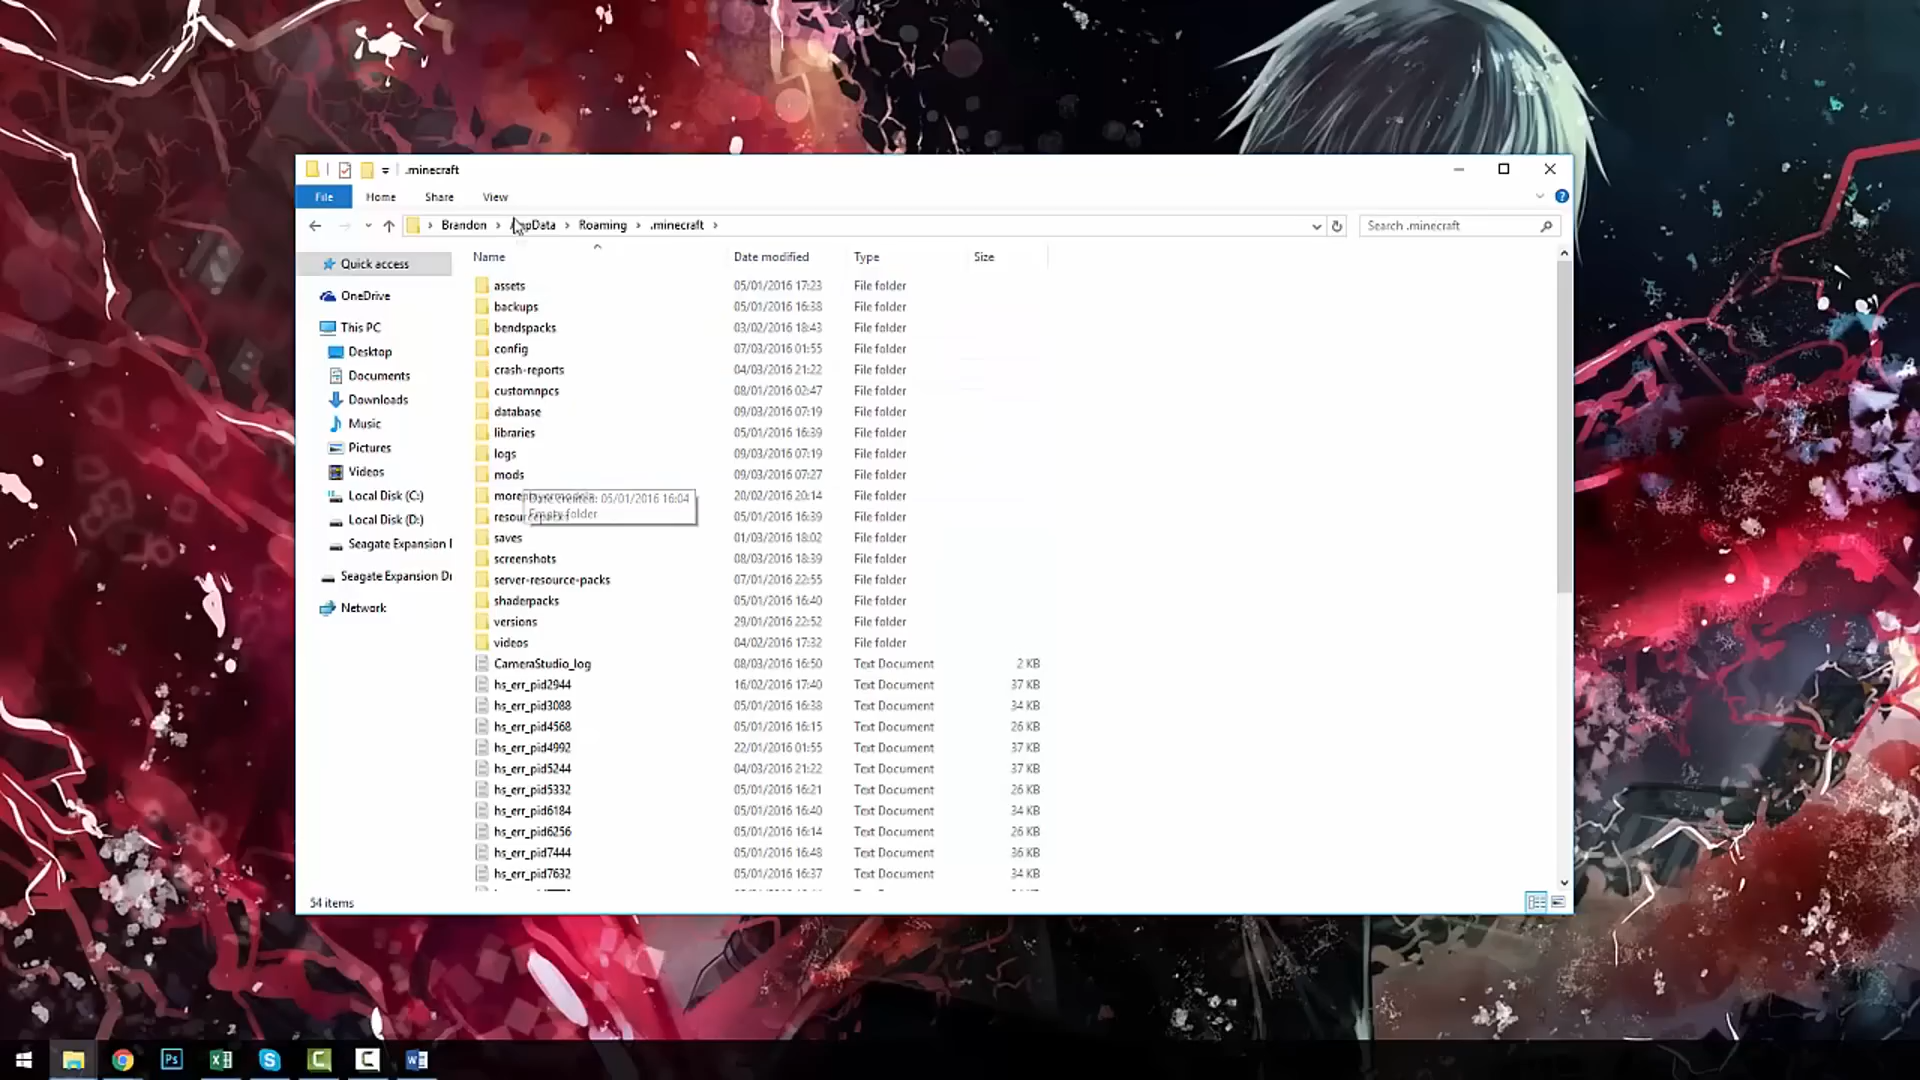 .minecraft
File Home Share View
Brandon AppData Roaming .minecraft
Search .minecraft
Name Date modified Type Size
Quick access
OneDrive
This PC
Desktop
Documents
Downloads
Music
Pictures
Videos
Local Disk (C:)
Local Disk (D:)
Seagate Expansion
Seagate Expansion Dr
Network
assets 05/01/2016 17:23 File folder
backups 05/01/2016 16:38 File folder
bendspacks 03/02/2016 18:43 File folder
config 07/03/2016 01:55 File folder
crash-reports 04/03/2016 21:22 File folder
customnpcs 08/01/2016 02:47 File folder
database 09/03/2016 07:19 File folder
libraries 05/01/2016 16:39 File folder
logs 09/03/2016 07:19 File folder
mods 09/03/2016 07:27 File folder
moreplayermodels 20/02/2016 20:14 File folder
Date created: 05/01/2016 16:04
Empty folder
resourcepacks 05/01/2016 16:39 File folder
saves 01/03/2016 18:02 File folder
screenshots 08/03/2016 18:39 File folder
server-resource-packs 07/01/2016 22:55 File folder
shaderpacks 05/01/2016 16:40 File folder
versions 29/01/2016 22:52 File folder
videos 04/02/2016 17:32 File folder
CameraStudio_log 08/03/2016 16:50 Text Document 2 KB
hs_err_pid2944 16/02/2016 17:40 Text Document 37 KB
hs_err_pid3088 05/01/2016 16:38 Text Document 34 KB
hs_err_pid4568 05/01/2016 16:15 Text Document 26 KB
hs_err_pid4992 22/01/2016 01:55 Text Document 37 KB
hs_err_pid5244 04/03/2016 21:22 Text Document 37 KB
hs_err_pid5332 05/01/2016 16:21 Text Document 26 KB
hs_err_pid6184 05/01/2016 16:40 Text Document 34 KB
hs_err_pid6256 05/01/2016 16:14 Text Document 26 KB
hs_err_pid7444 05/01/2016 16:48 Text Document 36 KB
hs_err_pid7632 05/01/2016 16:37 Text Document 34 KB
54 items